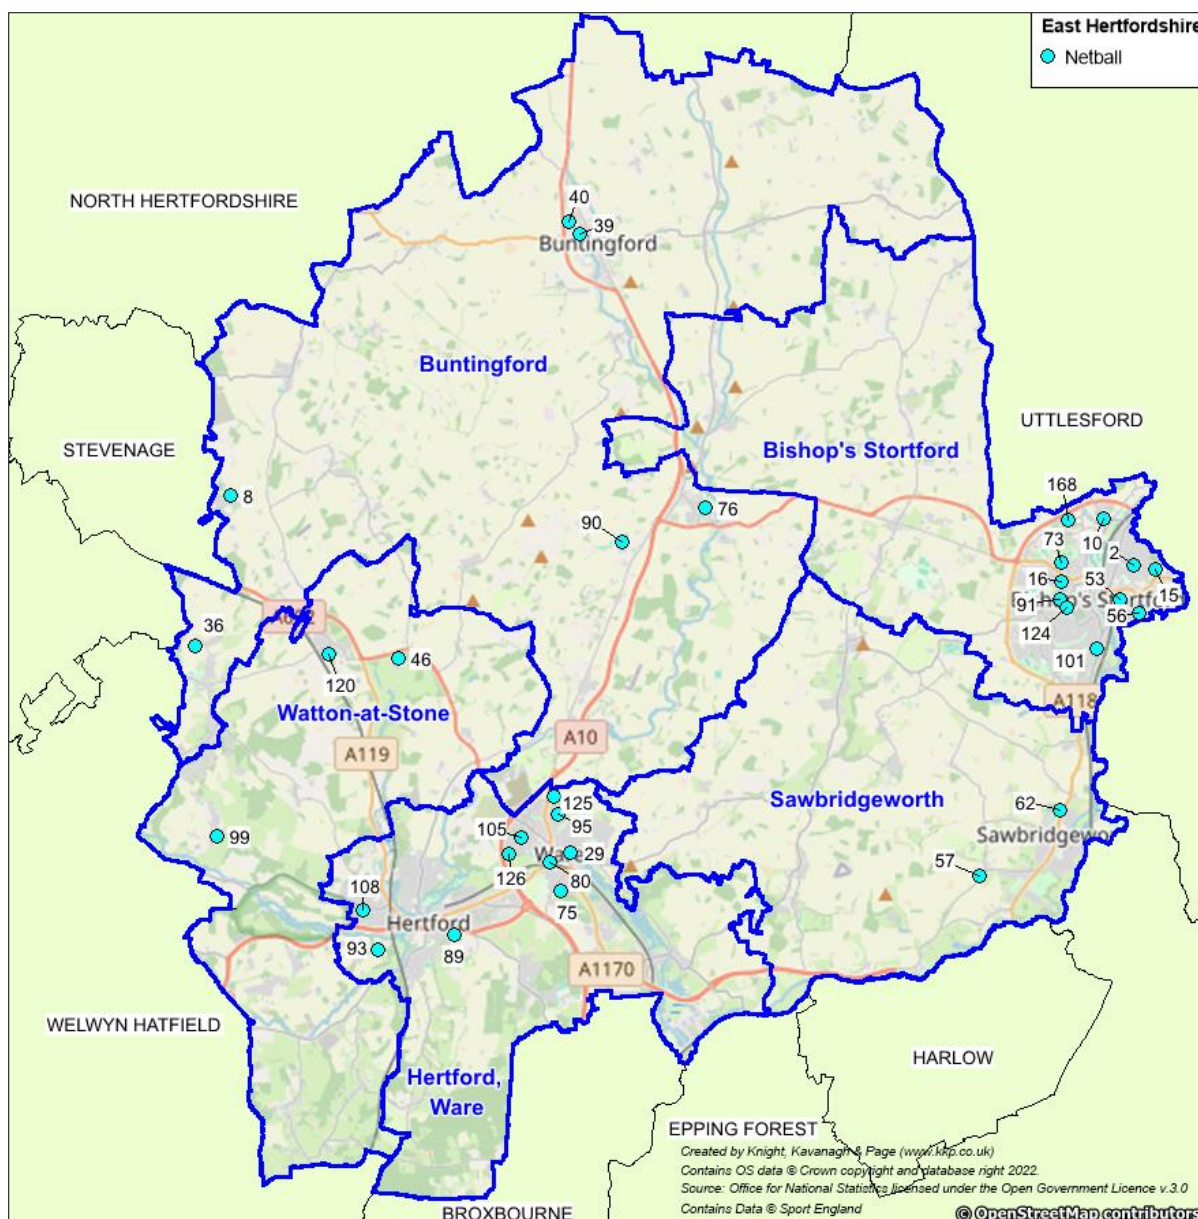 East Hertfordshire
Netball
NORTH HERTFORDSHIRE
40
39
Buntingford
Buntingford
UTTLESFORD
STEVENAGE
Bishop's Stortford
8
76
168
90
10
73
2
16
53
15
91
56
124
36
101
120
46
Watton-at-Stone
A10
A119
125
Sawbridgeworth
62
95
105
99
29
126
80
57
75
108
Hertford
93
89
A1170
WELWYN HATFIELD
HARLOW
Hertford,
Ware
EPPING FOREST
Created by Knight, Kavanagh & Page (www.kkp.co.uk)
Contains OS data © Crown copyright and database right 2022.
Source: Office for National Statistics licensed under the Open Government Licence v.3.0
Contains Data © Sport England
BROXBOURNE
© OpenStreetMap contributors